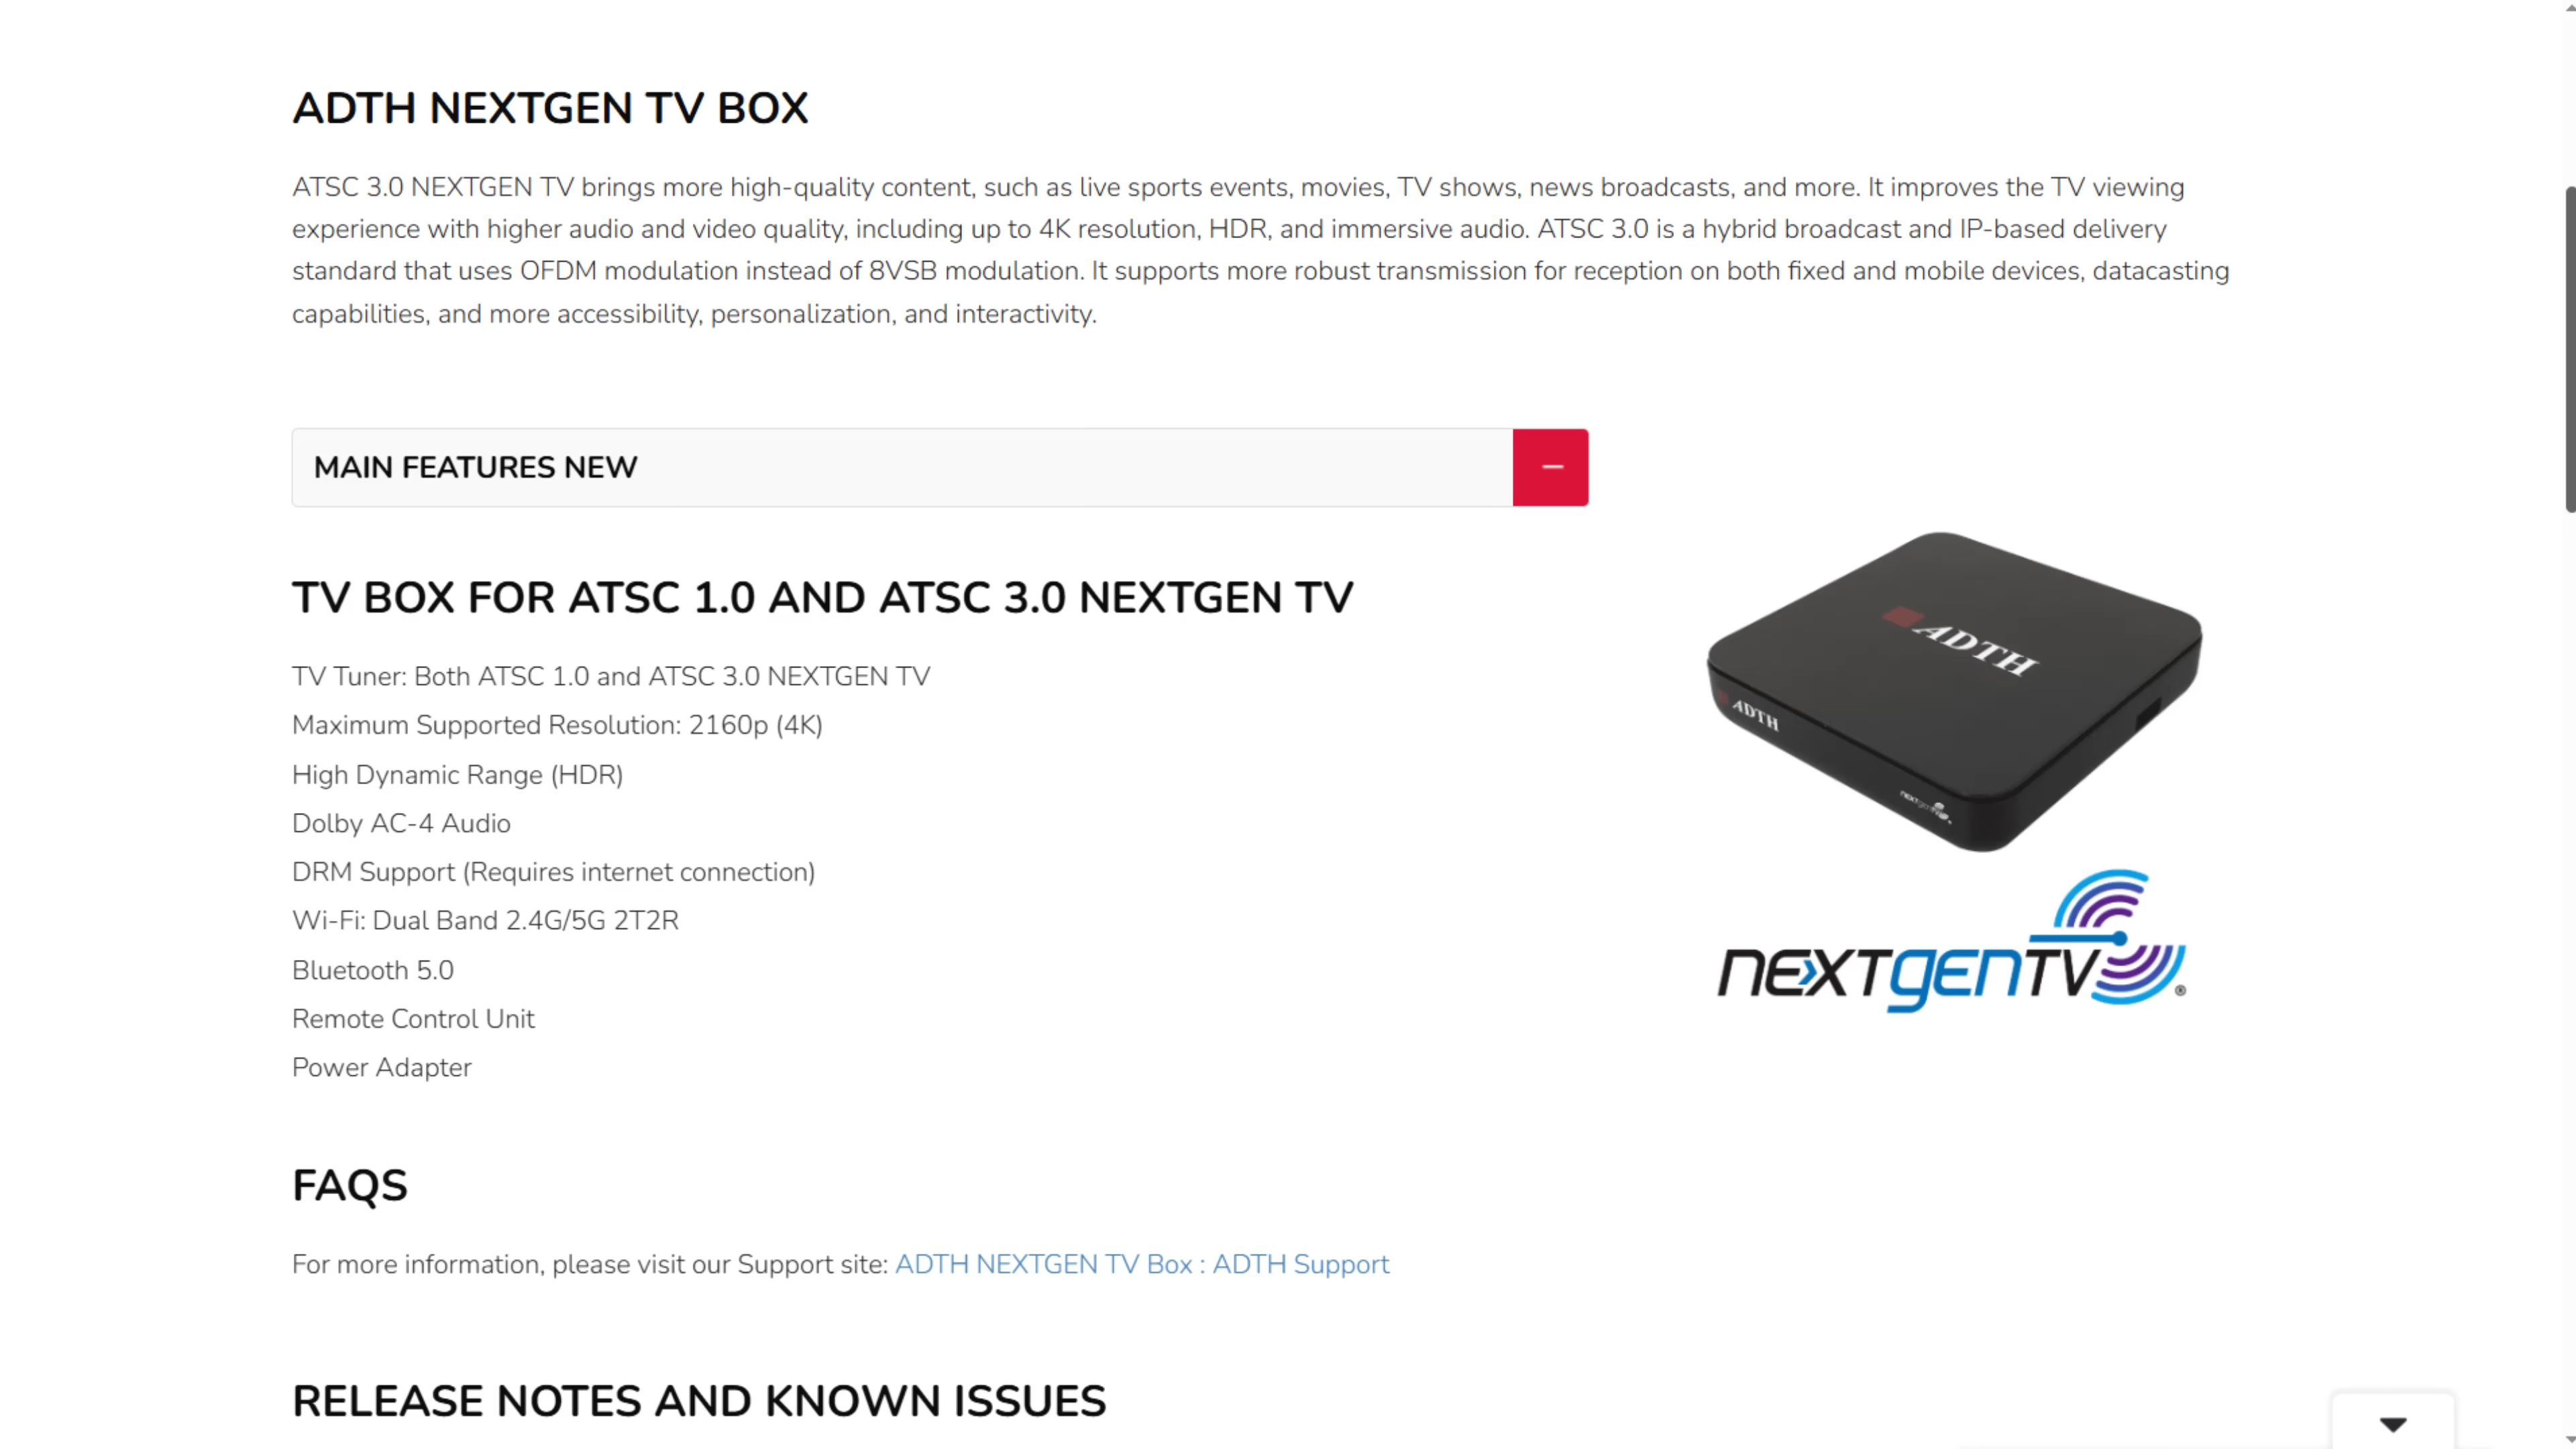 ADTH NEXTGEN TV BOX
ATSC 3.0 NEXTGEN TV brings more high-quality content, such as live sports events, movies, TV shows, news broadcasts, and more. It improves the TV viewing
experience with higher audio and video quality, including up to 4K resolution, HDR, and immersive audio. ATSC 3.0 is a hybrid broadcast and IP-based delivery
standard that uses OFDM modulation instead of 8VSB modulation. It supports more robust transmission for reception on both fixed and mobile devices, datacasting
capabilities, and more accessibility, personalization, and interactivity.
MAIN FEATURES NEW
TV BOX FOR ATSC 1.0 AND ATSC 3.0 NEXTGEN TV
TV Tuner: Both ATSC 1.0 and ATSC 3.0 NEXTGEN TV
Maximum Supported Resolution: 2160p (4K)
High Dynamic Range (HDR)
Dolby AC-4 Audio
DRM Support (Requires internet connection)
Wi-Fi: Dual Band 2.4G/5G 2T2R
Bluetooth 5.0
Remote Control Unit
Power Adapter
ADTH
ADTH
nextgentv
NEXTGENTV®
FAQS
For more information, please visit our Support site: ADTH NEXTGEN TV Box : ADTH Support
RELEASE NOTES AND KNOWN ISSUES